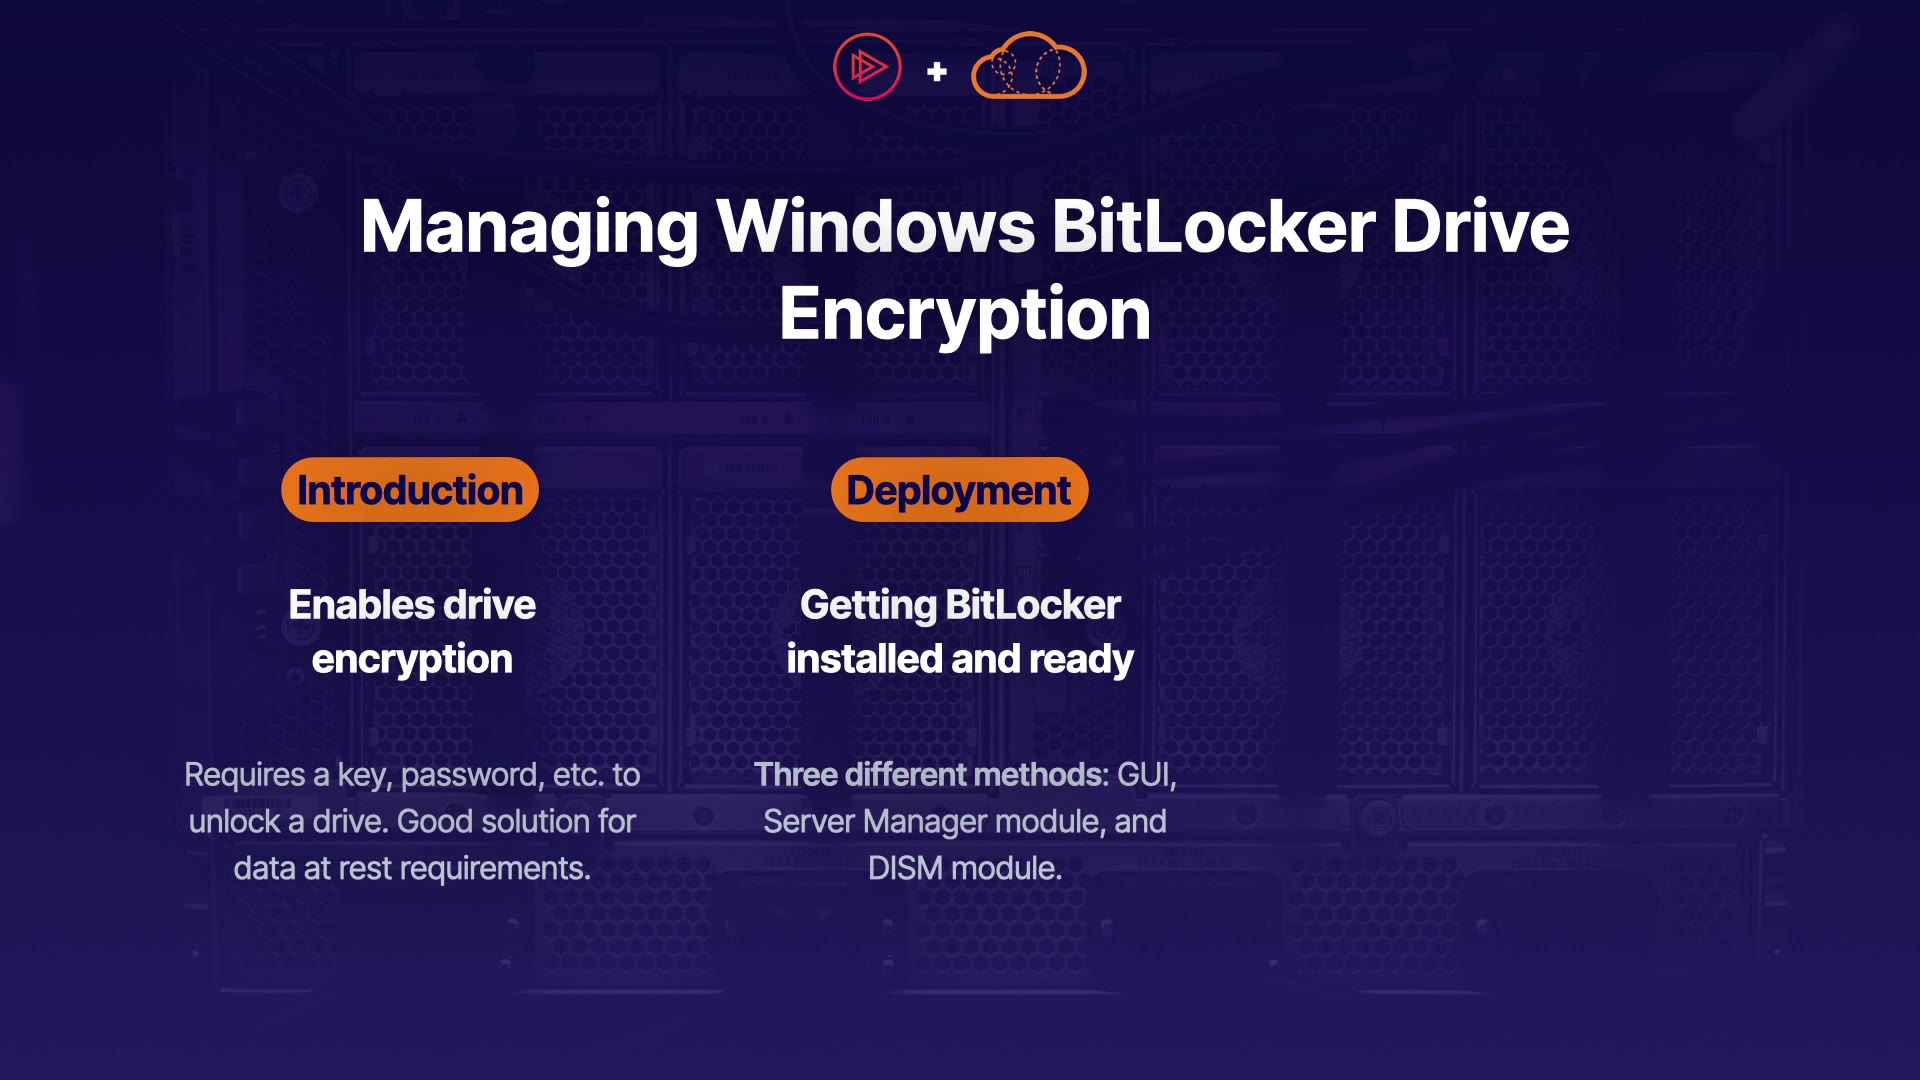 Managing Windows BitLocker Drive
Encryption
Introduction
Enables drive
encryption
Requires a key, password, etc. to
unlock a drive. Good solution for
data at rest requirements.
Deployment
Getting BitLocker
installed and ready
Three different methods: GUI,
Server Manager module, and
DISM module.